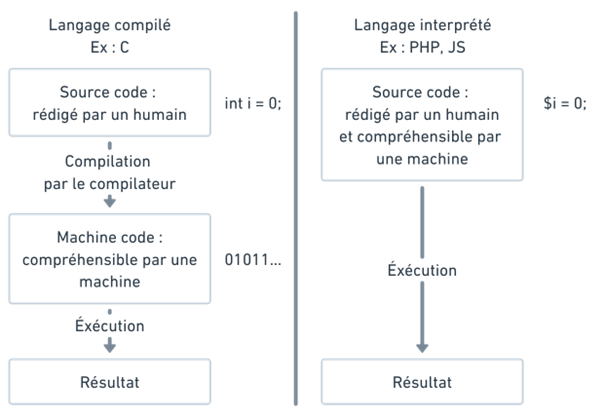 Langage compilé
Ex : C
Source code :
rédigé par un humain
int i = 0;
Compilation
par le compilateur
Machine code :
compréhensible par une
machine
01011...
Éxécution
Résultat
Langage interprété
Ex : PHP, JS
Source code :
rédigé par un humain
et compréhensible par
une machine
$i = 0;
Éxécution
Résultat